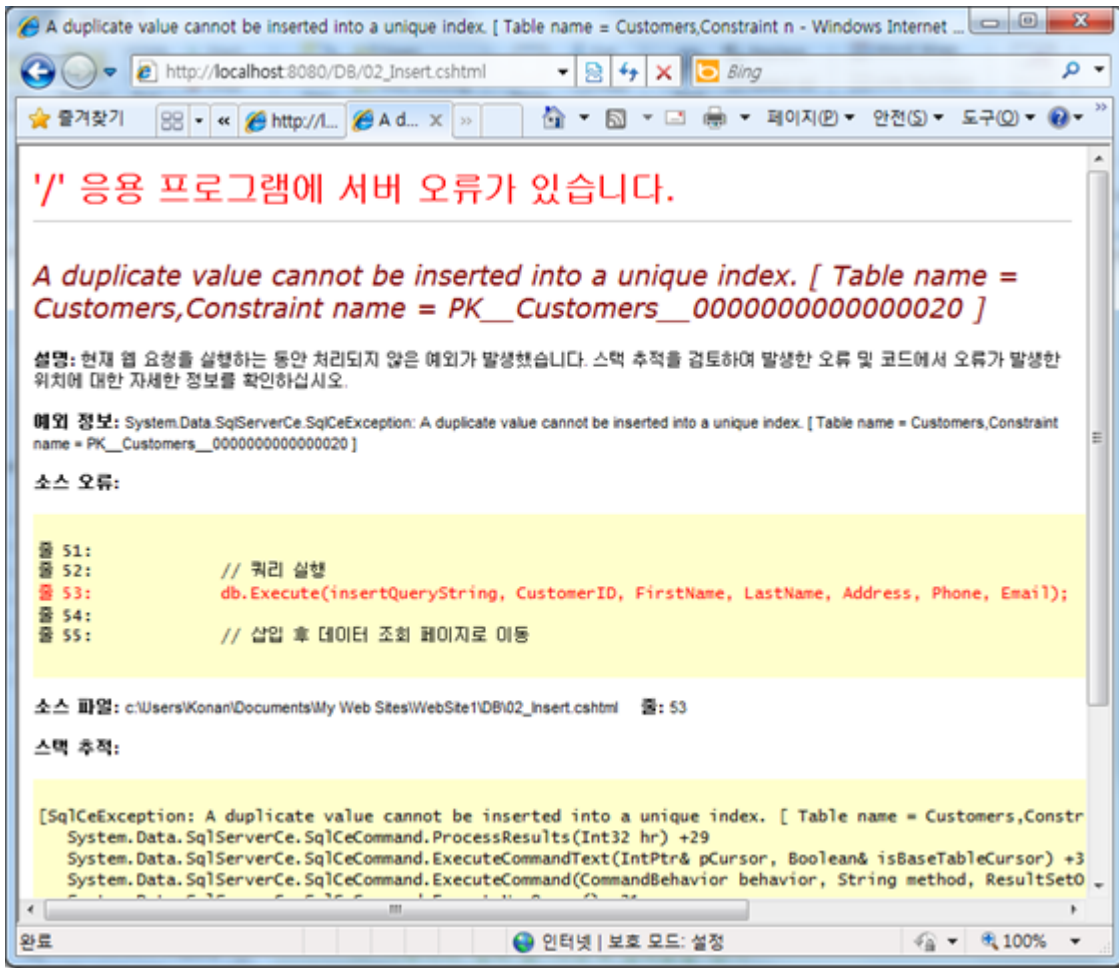 A duplicate value cannot be inserted into a unique index. [ Table name = Customers,Constraint n - Windows Internet ...
http://localhost:8080/DB/02_Insert.cshtml
Bing
즐겨찾기
http://l...
A d...
페이지(P)
안전(S)
도구(O)
'/' 응용 프로그램에 서버 오류가 있습니다.
A duplicate value cannot be inserted into a unique index. [ Table name =
Customers,Constraint name = PK__Customers__0000000000000020 ]
설명: 현재 웹 요청을 실행하는 동안 처리되지 않은 예외가 발생했습니다. 스택 추적을 검토하여 발생한 오류 및 코드에서 오류가 발생한
위치에 대한 자세한 정보를 확인하십시오.
예외 정보: System.Data.SqlServerCe.SqlCeException: A duplicate value cannot be inserted into a unique index. [ Table name = Customers,Constraint
name = PK__Customers__0000000000000020 ]
소스 오류:
줄 51:
줄 52: // 쿼리 실행
줄 53: db.Execute(insertQueryString, CustomerID, FirstName, LastName, Address, Phone, Email);
줄 54:
줄 55: // 삽입 후 데이터 조회 페이지로 이동
소스 파일: c:\Users\Konan\Documents\My Web Sites\WebSite1\DB\02_Insert.cshtml 줄: 53
스택 추적:
[SqlCeException: A duplicate value cannot be inserted into a unique index. [ Table name = Customers,Constr
System.Data.SqlServerCe.SqlCeCommand.ProcessResults(Int32 hr) +29
System.Data.SqlServerCe.SqlCeCommand.ExecuteCommandText(IntPtr& pCursor, Boolean& isBaseTableCursor) +3
System.Data.SqlServerCe.SqlCeCommand.ExecuteCommand(CommandBehavior behavior, String method, ResultSetO
완료
인터넷 | 보호 모드: 설정
100%